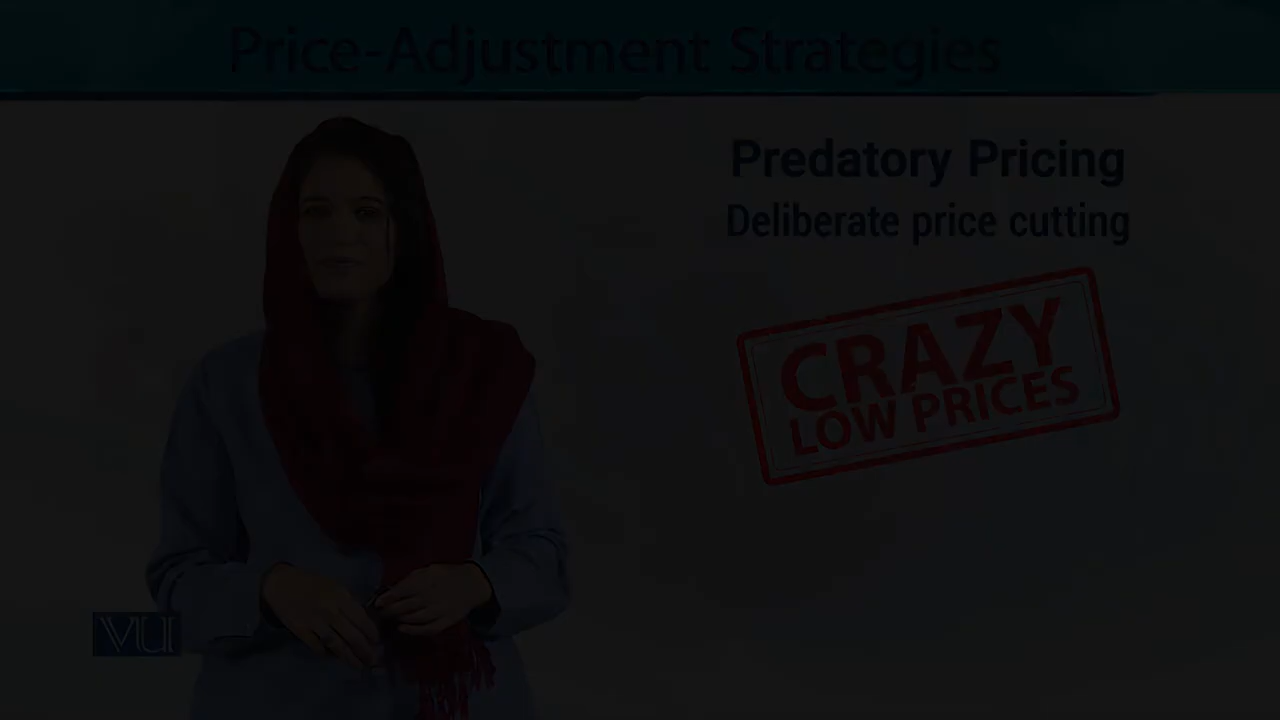 Price-Adjustment Strategies
Predatory Pricing
Deliberate price cutting
CRAZY
LOW PRICES
VU